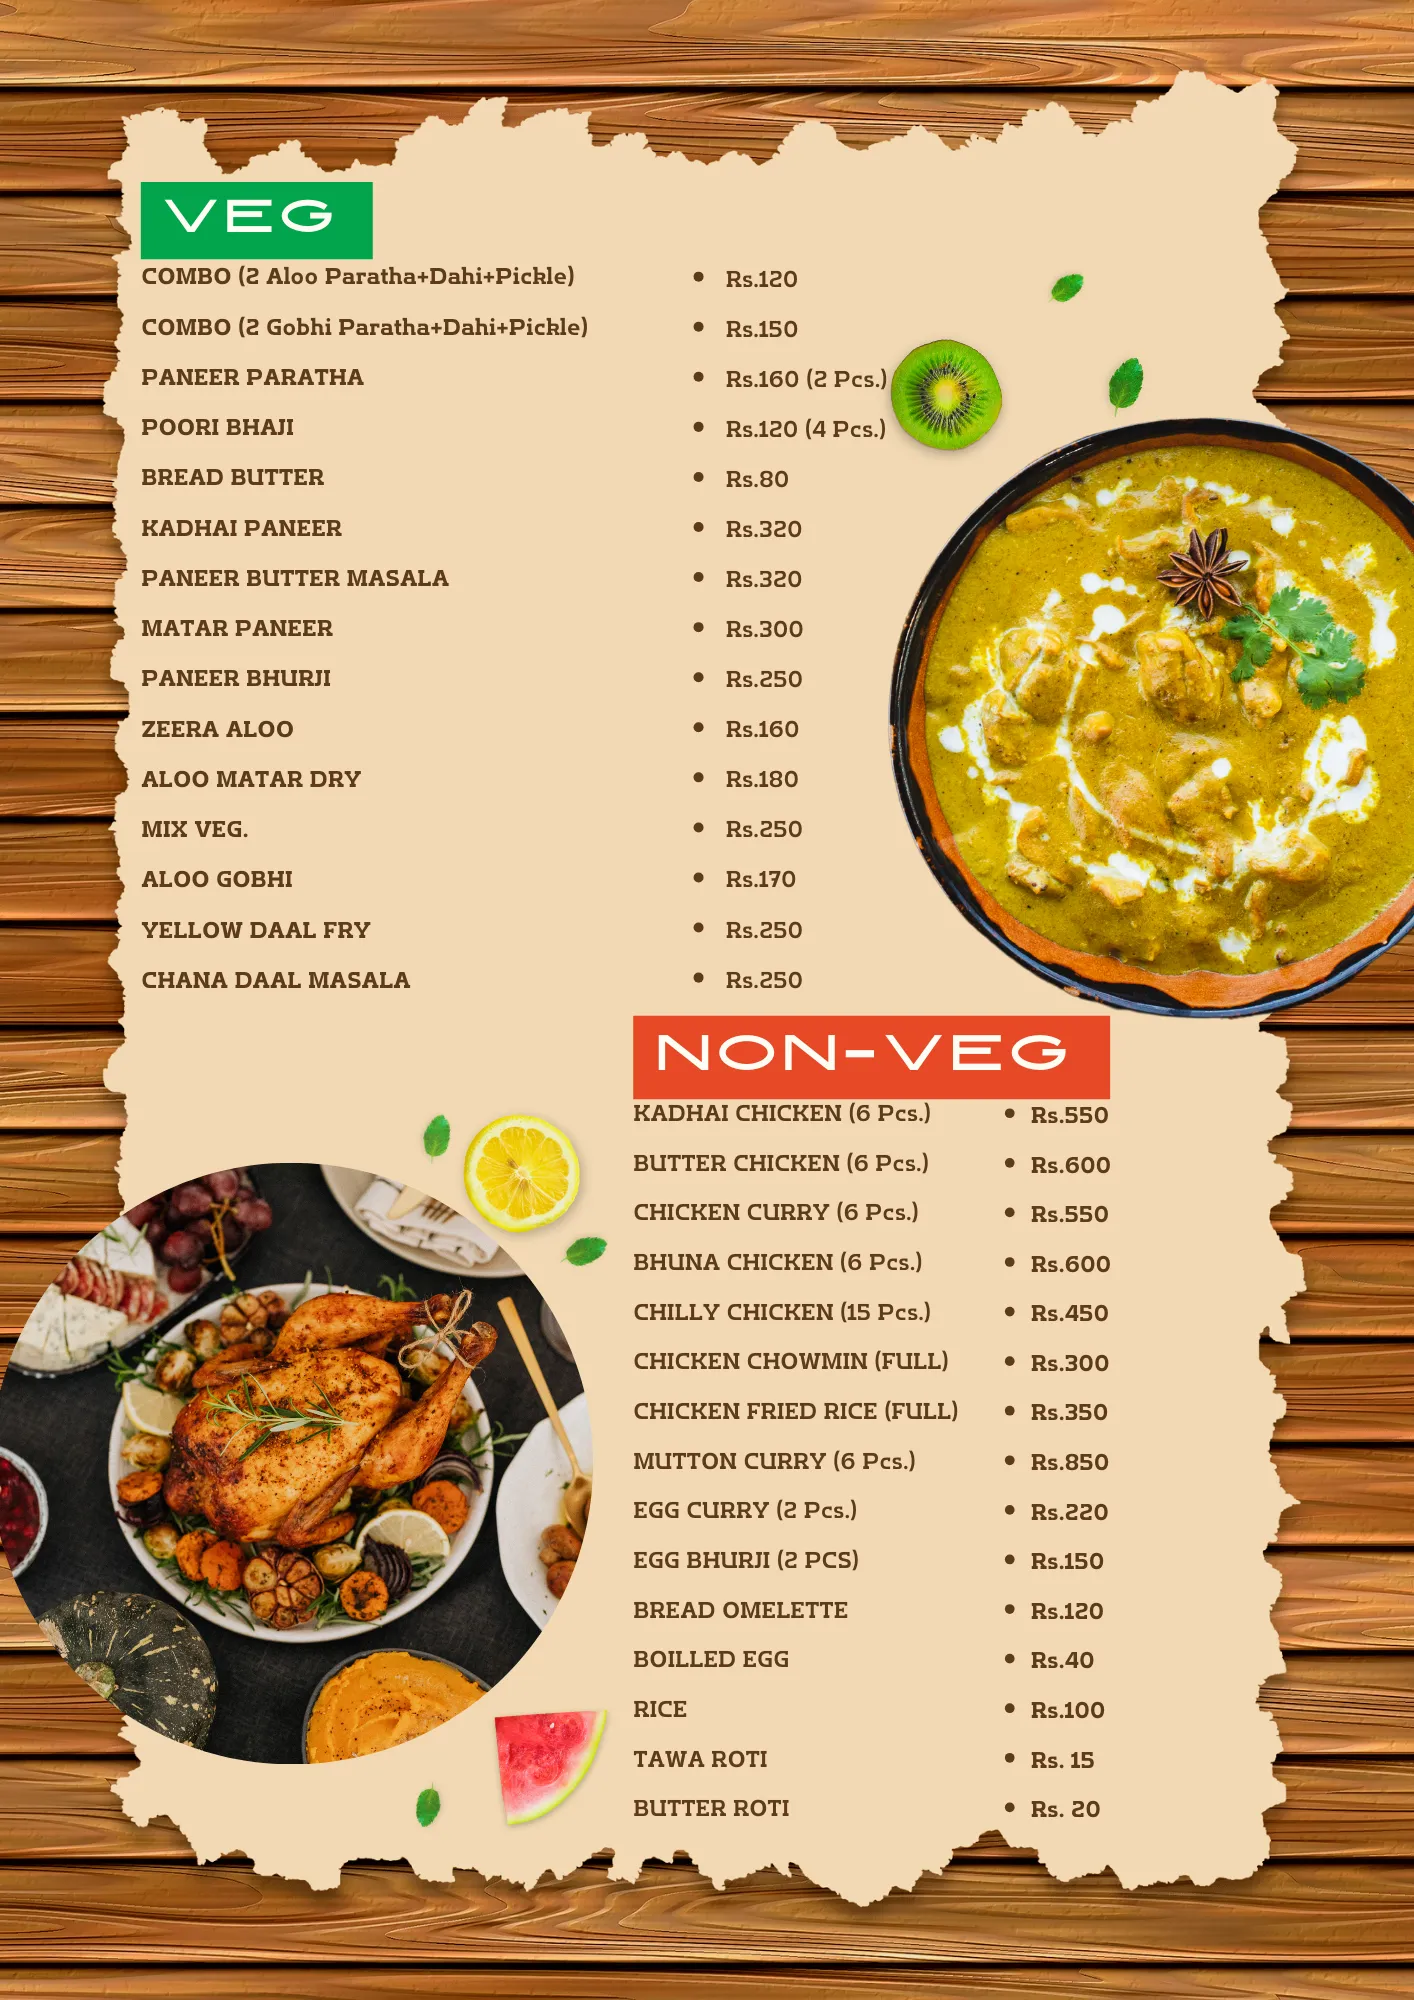 VEG
COMBO (2 Aloo Paratha+Dahi+Pickle) • Rs.120
COMBO (2 Gobhi Paratha+Dahi+Pickle) • Rs.150
PANEER PARATHA • Rs.160 (2 Pcs.)
POORI BHAJI • Rs.120 (4 Pcs.)
BREAD BUTTER • Rs.80
KADHAI PANEER • Rs.320
PANEER BUTTER MASALA • Rs.320
MATAR PANEER • Rs.300
PANEER BHURJI • Rs.250
ZEERA ALOO • Rs.160
ALOO MATAR DRY • Rs.180
MIX VEG. • Rs.250
ALOO GOBHI • Rs.170
YELLOW DAAL FRY • Rs.250
CHANA DAAL MASALA • Rs.250
NON-VEG
KADHAI CHICKEN (6 Pcs.) • Rs.550
BUTTER CHICKEN (6 Pcs.) • Rs.600
CHICKEN CURRY (6 Pcs.) • Rs.550
BHUNA CHICKEN (6 Pcs.) • Rs.600
CHILLY CHICKEN (15 Pcs.) • Rs.450
CHICKEN CHOWMIN (FULL) • Rs.300
CHICKEN FRIED RICE (FULL) • Rs.350
MUTTON CURRY (6 Pcs.) • Rs.850
EGG CURRY (2 Pcs.) • Rs.220
EGG BHURJI (2 PCS) • Rs.150
BREAD OMELETTE • Rs.120
BOILLED EGG • Rs.40
RICE • Rs.100
TAWA ROTI • Rs. 15
BUTTER ROTI • Rs. 20